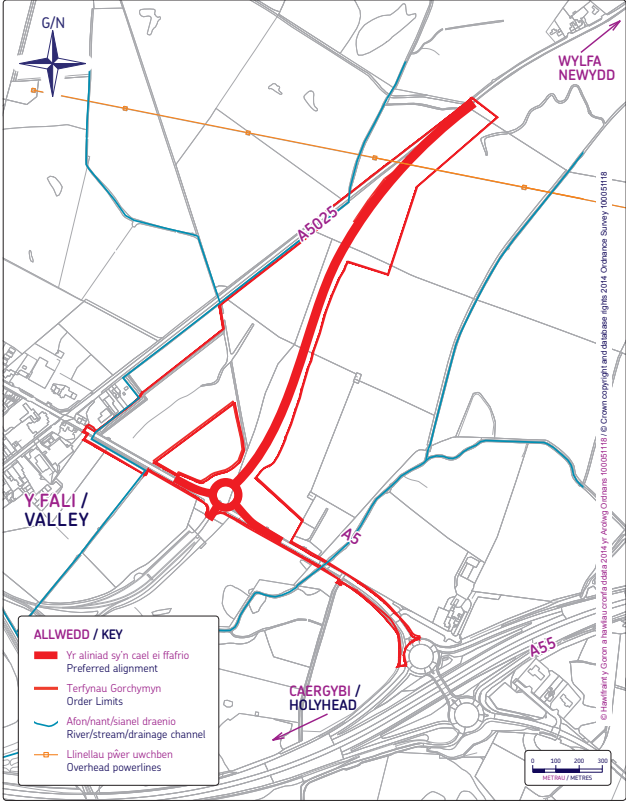 G/N
WYLFA
NEWYDD
A5025
Y FALI /
VALLEY
A5
A55
CAERGYBI /
HOLYHEAD
ALLWEDD / KEY
Yr aliniad sy'n cael ei ffafrio
Preferred alignment
Terfynau Gorchymyn
Order Limits
Afon/nant/sianel draenio
River/stream/drainage channel
Llinellau pŵer uwchben
Overhead powerlines
0 100 200 300
METRAU / METRES
© Hawlfraint y Goron a hawliau cronfa ddata 2014 yr Arolwg Ordnans 100051118 / © Crown copyright and database rights 2014 Ordnance Survey 100051118